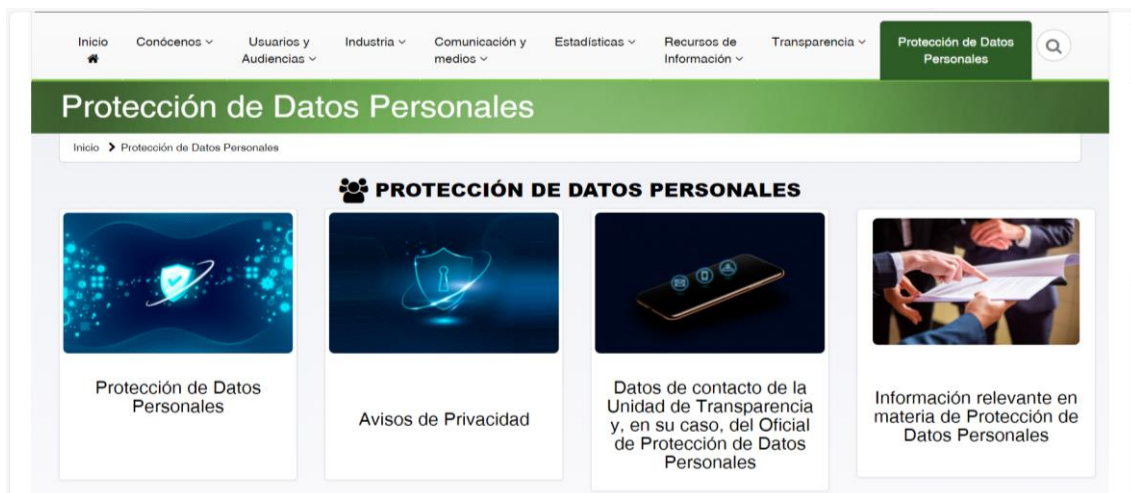 Inicio
Conócenos
Usuarios y
Audiencias
Industria
Comunicación y
medios
Estadísticas
Recursos de
Información
Transparencia
Protección de Datos
Personales
Protección de Datos Personales
Inicio > Protección de Datos Personales
PROTECCIÓN DE DATOS PERSONALES
Protección de Datos
Personales
Avisos de Privacidad
Datos de contacto de la
Unidad de Transparencia
y, en su caso, del Oficial
de Protección de Datos
Personales
Información relevante en
materia de Protección de
Datos Personales